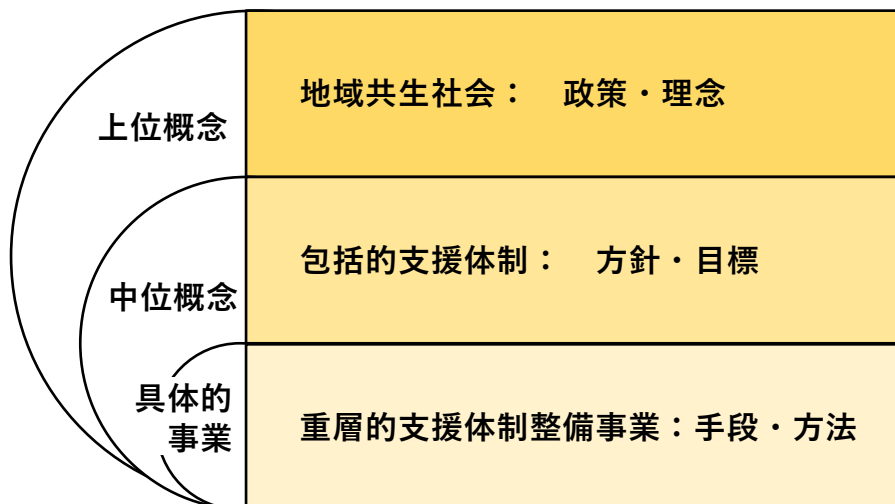 上位概念
地域共生社会：　政策・理念
中位概念
包括的支援体制：　方針・目標
具体的
事業
重層的支援体制整備事業：手段・方法